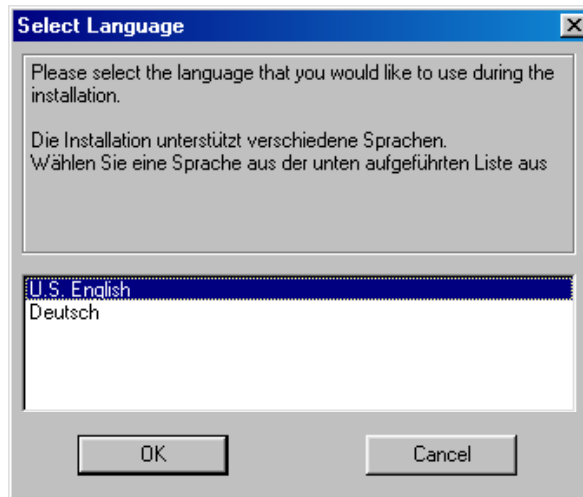 Select Language
Please select the language that you would like to use during the
installation.
Die Installation unterstützt verschiedene Sprachen.
Wählen Sie eine Sprache aus der unten aufgeführten Liste aus
U.S. English
Deutsch
OK
Cancel